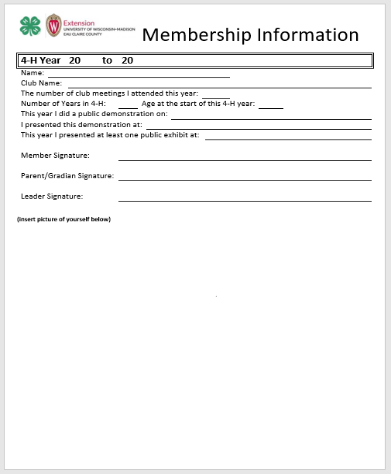 Extension
UNIVERSITY OF WISCONSIN-MADISON
EAU CLAIRE COUNTY
Membership Information
4-H Year 20 to 20
Name:
Club Name:
The number of club meetings I attended this year:
Number of Years in 4-H: Age at the start of this 4-H year:
This year I did a public demonstration on:
I presented this demonstration at:
This year I presented at least one public exhibit at:
Member Signature:
Parent/Gradian Signature:
Leader Signature:
(Insert picture of yourself below)